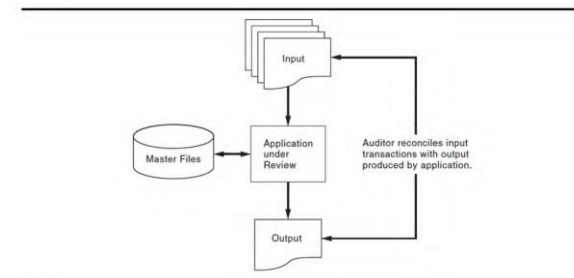 Input
Application
under
Review
Master Files
Auditor reconciles input
transactions with output
produced by application.
Output